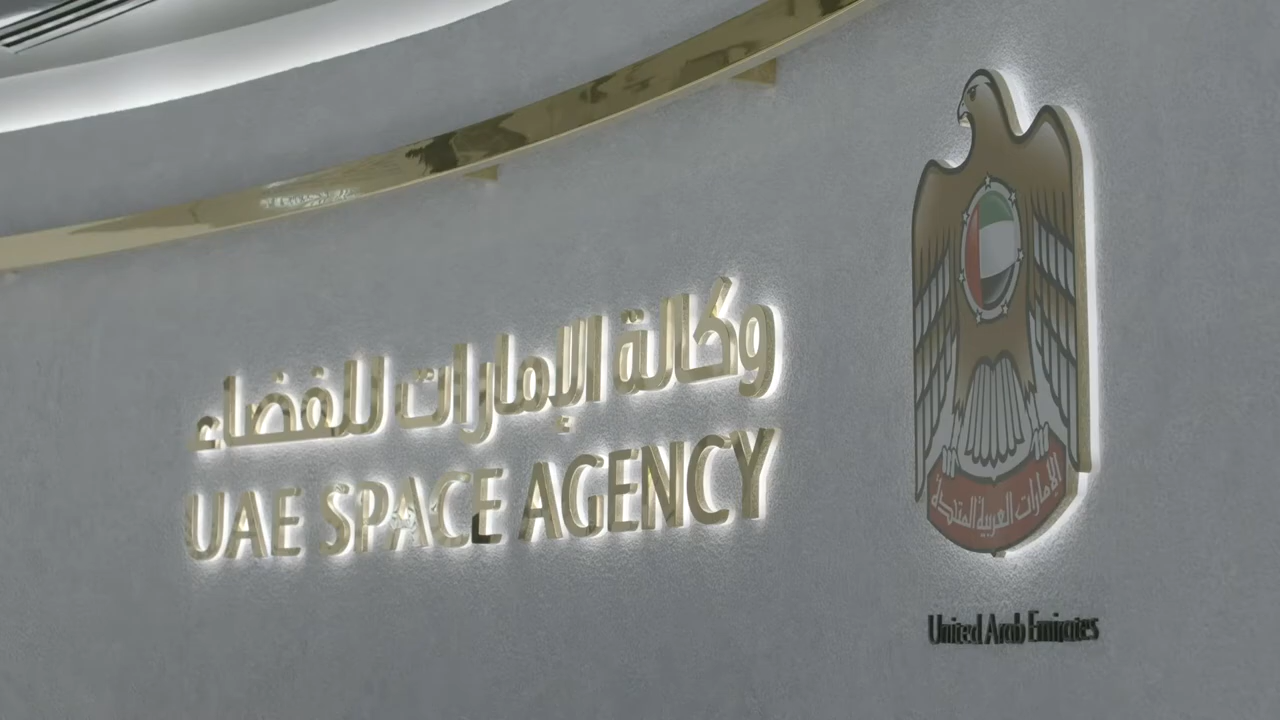 وكالة الإمارات للفضاء
UAE SPACE AGENCY
الإمارات العربية المتحدة
United Arab Emirates